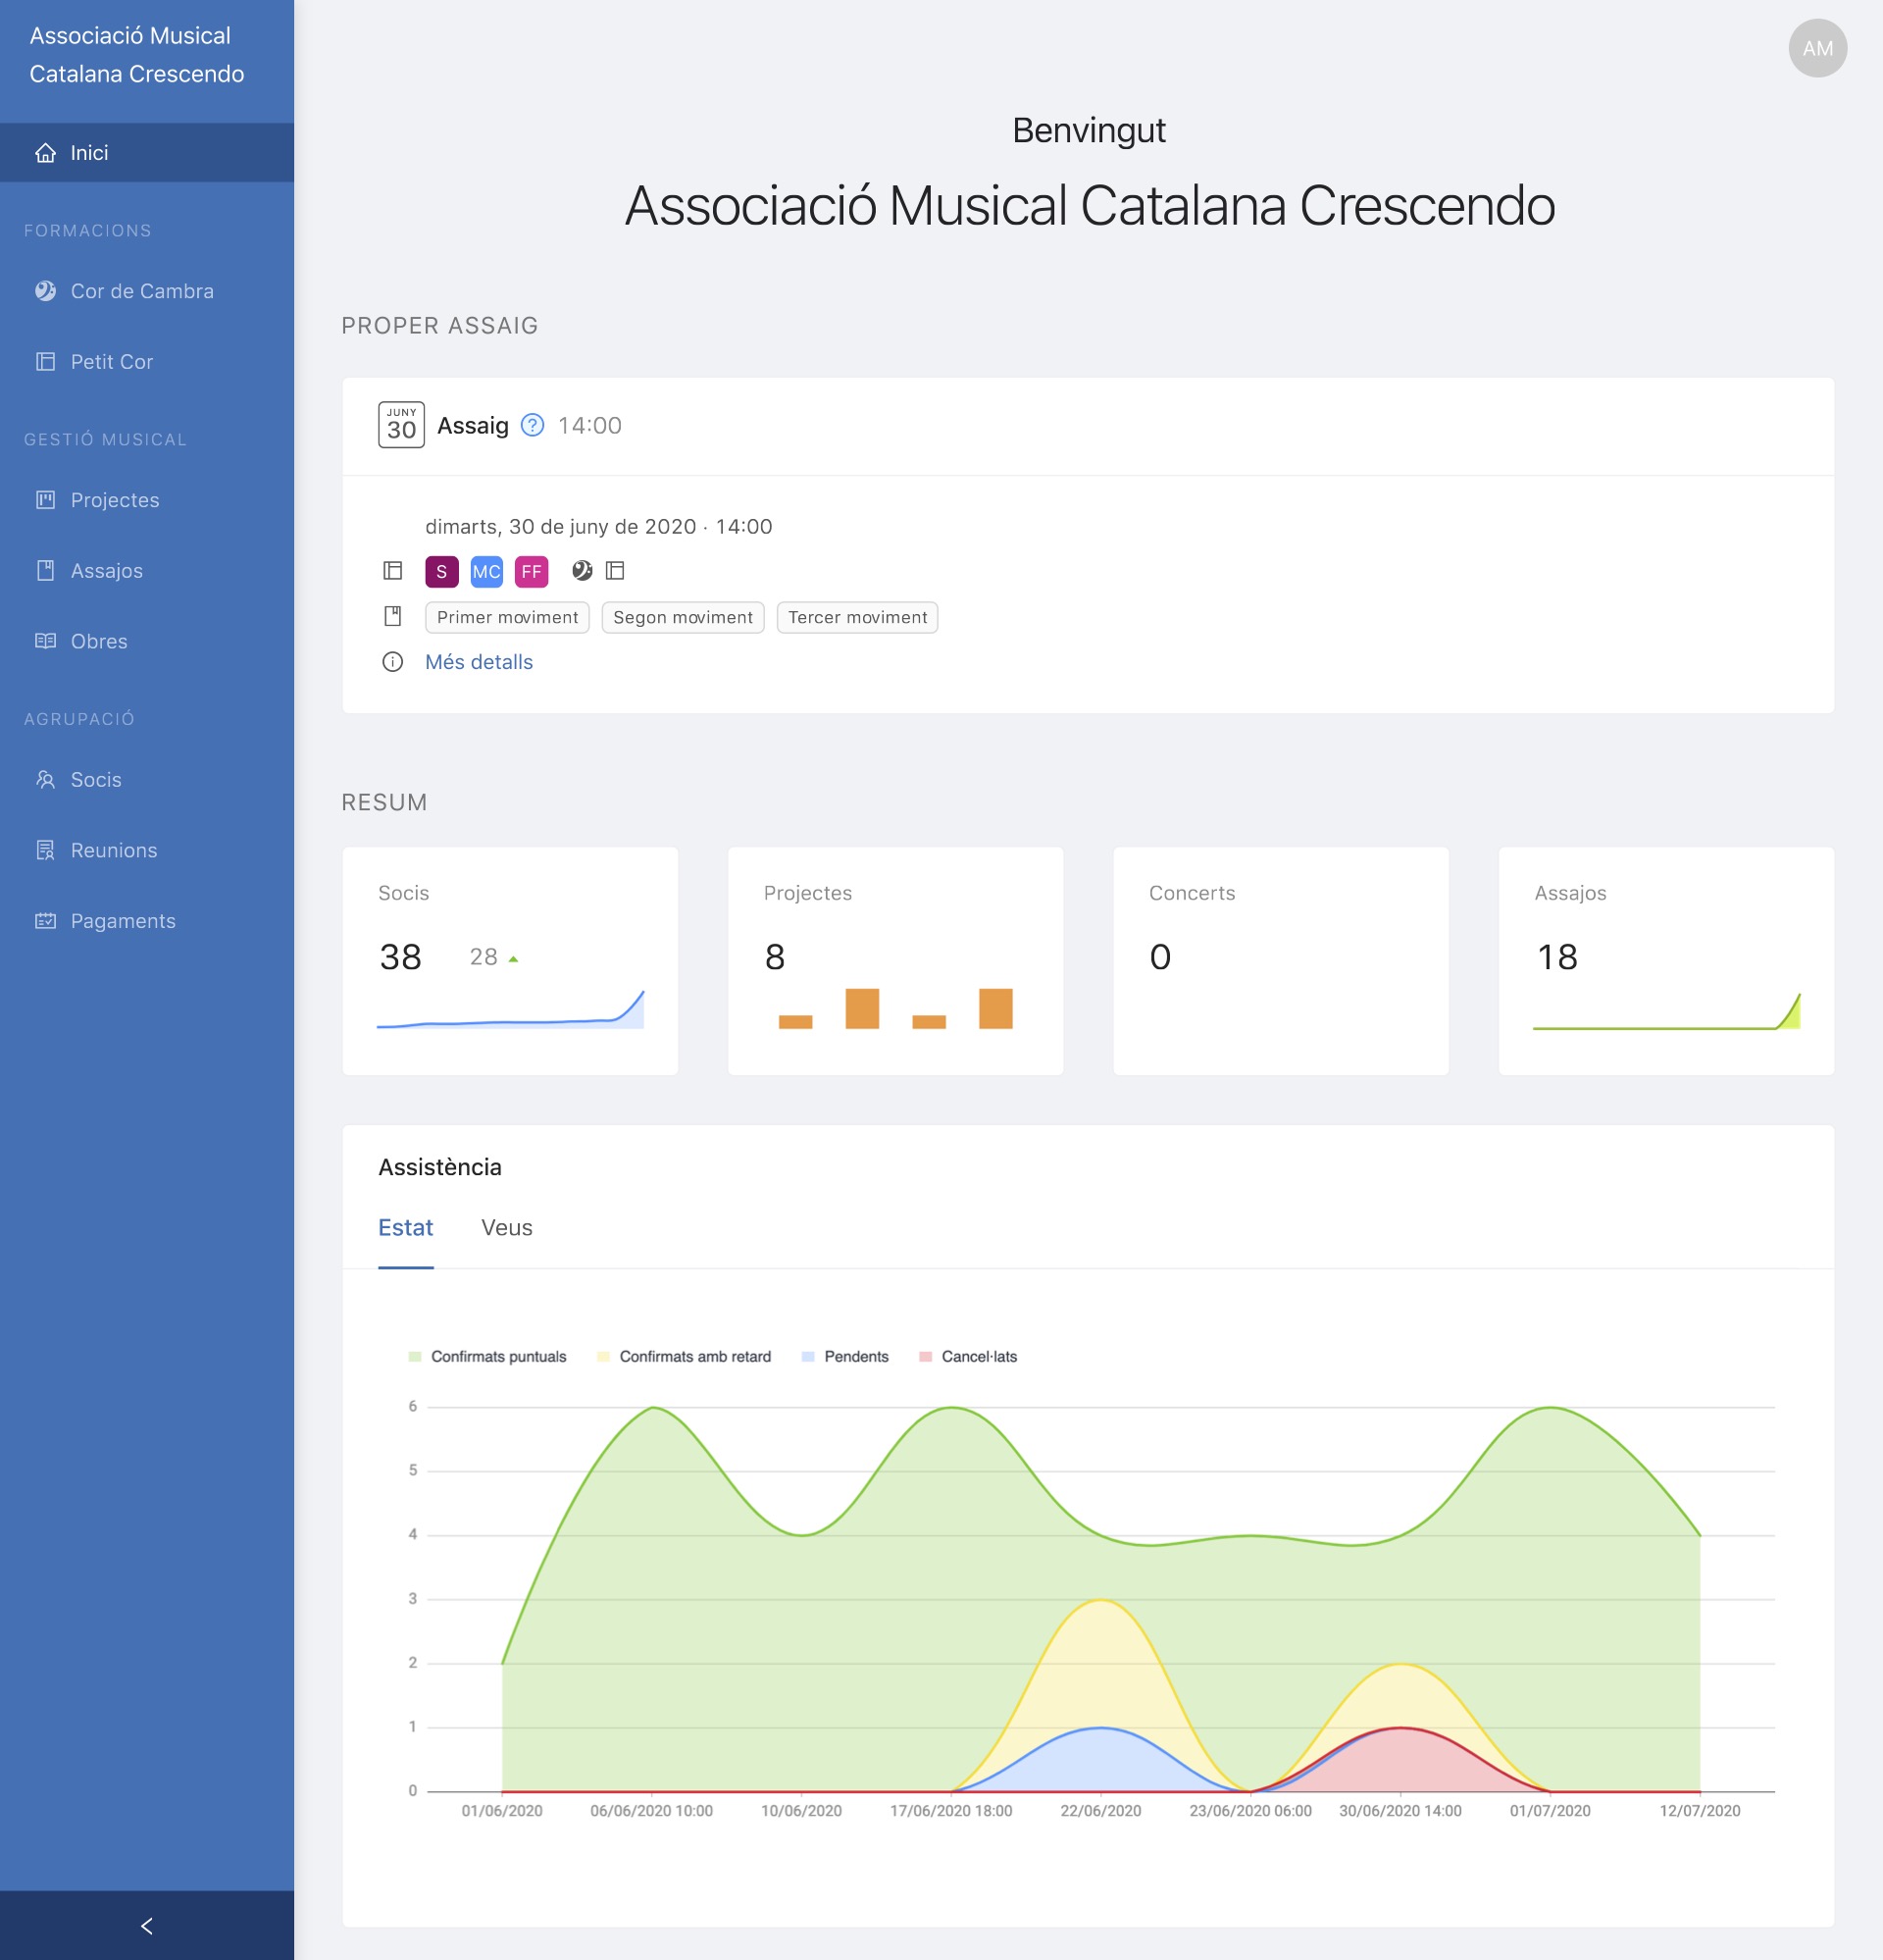 Associació Musical
Catalana Crescendo
Inici
FORMACIONS
Cor de Cambra
Petit Cor
GESTIÓ MUSICAL
Projectes
Assajos
Obres
AGRUPACIÓ
Socis
Reunions
Pagaments
AM
Benvingut
Associació Musical Catalana Crescendo
PROPER ASSAIG
JUNY
30
Assaig ? 14:00
dimarts, 30 de juny de 2020 · 14:00
S MC FF
Primer moviment Segon moviment Tercer moviment
Més detalls
RESUM
Socis
38 28
Projectes
8
Concerts
0
Assajos
18
Assistència
Estat Veus
Confirmats puntuals Confirmats amb retard Pendents Cancel·lats
6
5
4
3
2
1
0
01/06/2020 06/06/2020 10:00 10/06/2020 17/06/2020 18:00 22/06/2020 23/06/2020 06:00 30/06/2020 14:00 01/07/2020 12/07/2020